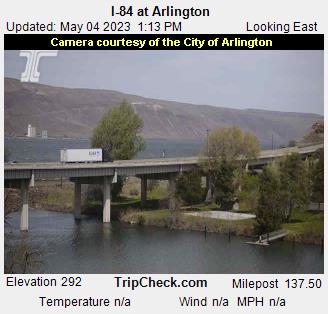 I-84 at Arlington
Updated: May 04 2023 1:13 PM Looking East
Camera courtesy of the City of Arlington
Elevation 292 TripCheck.com Milepost 137.50
Temperature n/a Wind n/a MPH n/a